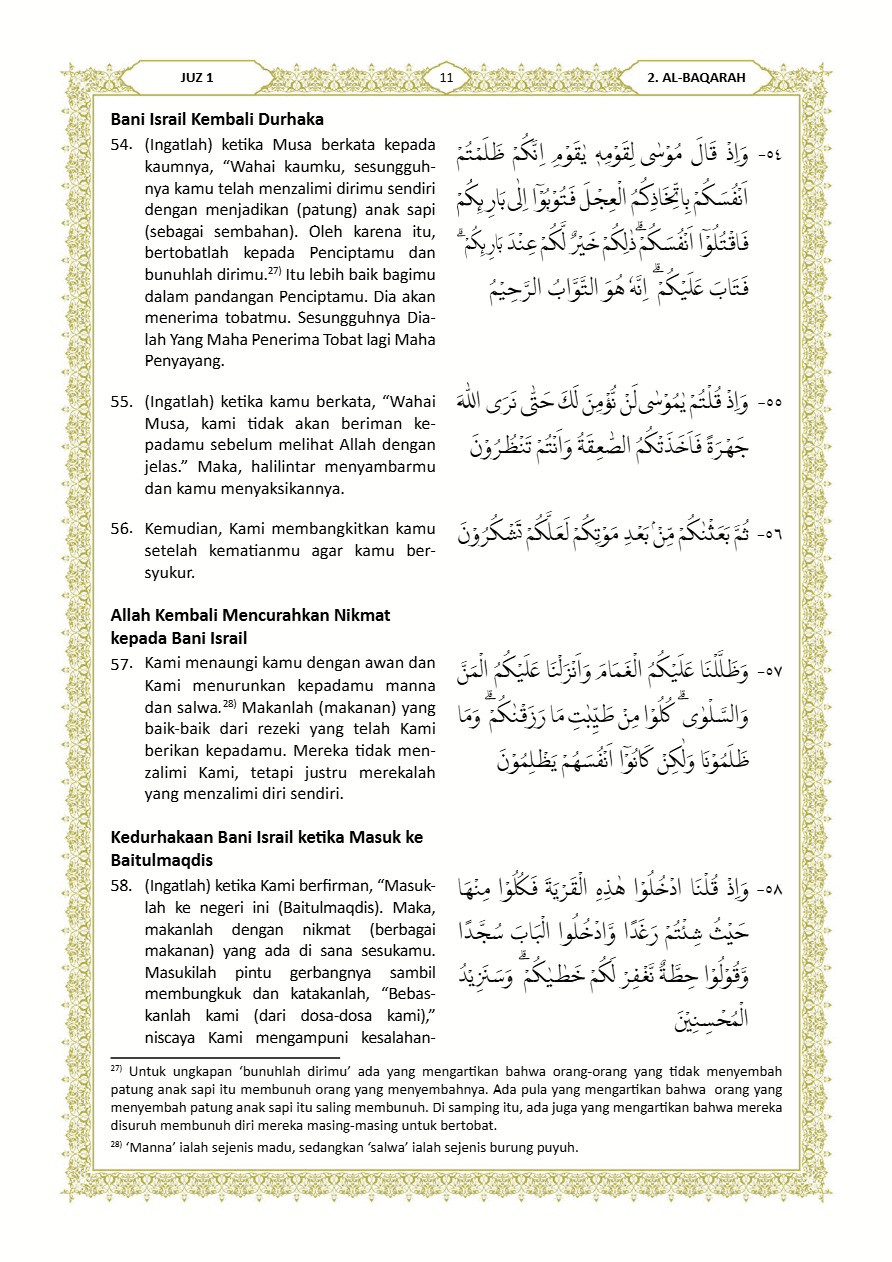 JUZ 1
11
2. AL-BAQARAH
Bani Israil Kembali Durhaka
54. (Ingatlah) ketika Musa berkata kepada
kaumnya, “Wahai kaumku, sesungguh-
nya kamu telah menzalimi dirimu sendiri
dengan menjadikan (patung) anak sapi
(sebagai sembahan). Oleh karena itu,
bertobatlah kepada Penciptamu dan
bunuhlah dirimu.²⁷⁾ Itu lebih baik bagimu
dalam pandangan Penciptamu. Dia akan
menerima tobatmu. Sesungguhnya Dia-
lah Yang Maha Penerima Tobat lagi Maha
Penyayang.
٥٤- وَاِذْ قَالَ مُوْسٰى لِقَوْمِهٖ يٰقَوْمِ اِنَّكُمْ ظَلَمْتُمْ
اَنْفُسَكُمْ بِاتِّخَاذِكُمُ الْعِجْلَ فَتُوْبُوْٓا اِلٰى بَارِىِٕكُمْ
فَاقْتُلُوْٓا اَنْفُسَكُمْۗ ذٰلِكُمْ خَيْرٌ لَّكُمْ عِنْدَ بَارِىِٕكُمْۗ
فَتَابَ عَلَيْكُمْۗ اِنَّهٗ هُوَ التَّوَّابُ الرَّحِيْمُ
55. (Ingatlah) ketika kamu berkata, “Wahai
Musa, kami tidak akan beriman ke-
padamu sebelum melihat Allah dengan
jelas.” Maka, halilintar menyambarmu
dan kamu menyaksikannya.
٥٥- وَاِذْ قُلْتُمْ يٰمُوْسٰى لَنْ نُّؤْمِنَ لَكَ حَتّٰى نَرَى اللّٰهَ
جَهْرَةً فَاَخَذَتْكُمُ الصّٰعِقَةُ وَاَنْتُمْ تَنْظُرُوْنَ
56. Kemudian, Kami membangkitkan kamu
setelah kematianmu agar kamu ber-
syukur.
٥٦- ثُمَّ بَعَثْنٰكُمْ مِّنْۢ بَعْدِ مَوْتِكُمْ لَعَلَّكُمْ تَشْكُرُوْنَ
Allah Kembali Mencurahkan Nikmat
kepada Bani Israil
57. Kami menaungi kamu dengan awan dan
Kami menurunkan kepadamu manna
dan salwa.²⁸⁾ Makanlah (makanan) yang
baik-baik dari rezeki yang telah Kami
berikan kepadamu. Mereka tidak men-
zalimi Kami, tetapi justru merekalah
yang menzalimi diri sendiri.
٥٧- وَظَلَّلْنَا عَلَيْكُمُ الْغَمَامَ وَاَنْزَلْنَا عَلَيْكُمُ الْمَنَّ
وَالسَّلْوٰىۗ كُلُوْا مِنْ طَيِّبٰتِ مَا رَزَقْنٰكُمْۗ وَمَا
ظَلَمُوْنَا وَلٰكِنْ كَانُوْٓا اَنْفُسَهُمْ يَظْلِمُوْنَ
Kedurhakaan Bani Israil ketika Masuk ke
Baitulmaqdis
58. (Ingatlah) ketika Kami berfirman, “Masuk-
lah ke negeri ini (Baitulmaqdis). Maka,
makanlah dengan nikmat (berbagai
makanan) yang ada di sana sesukamu.
Masukilah pintu gerbangnya sambil
membungkuk dan katakanlah, “Bebas-
kanlah kami (dari dosa-dosa kami),”
niscaya Kami mengampuni kesalahan-
٥٨- وَاِذْ قُلْنَا ادْخُلُوْا هٰذِهِ الْقَرْيَةَ فَكُلُوْا مِنْهَا
حَيْثُ شِئْتُمْ رَغَدًا وَّادْخُلُوا الْبَابَ سُجَّدًا
وَّقُوْلُوْا حِطَّةٌ نَّغْفِرْ لَكُمْ خَطٰيٰكُمْۗ وَسَنَزِيْدُ
الْمُحْسِنِيْنَ
²⁷⁾ Untuk ungkapan ‘bunuhlah dirimu’ ada yang mengartikan bahwa orang-orang yang tidak menyembah
patung anak sapi itu membunuh orang yang menyembahnya. Ada pula yang mengartikan bahwa orang yang
menyembah patung anak sapi itu saling membunuh. Di samping itu, ada juga yang mengartikan bahwa mereka
disuruh membunuh diri mereka masing-masing untuk bertobat.
²⁸⁾ ‘Manna’ ialah sejenis madu, sedangkan ‘salwa’ ialah sejenis burung puyuh.